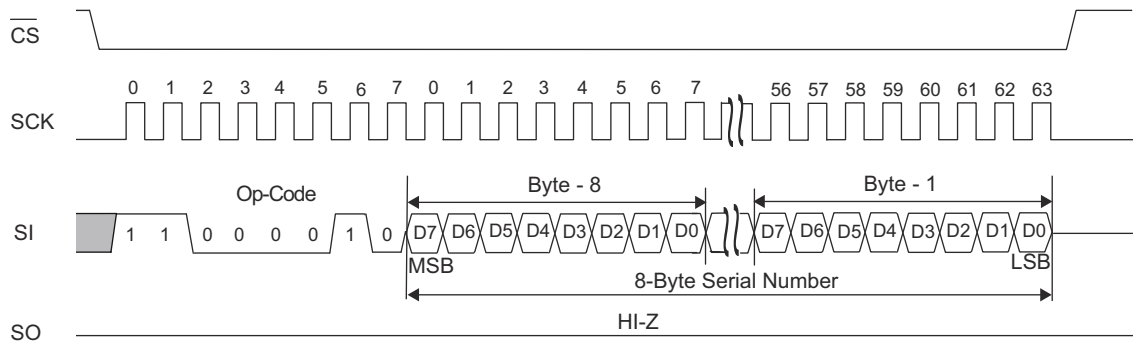 CS
0 1 2 3 4 5 6 7 0 1 2 3 4 5 6 7 56 57 58 59 60 61 62 63
SCK
Op-Code Byte - 8 Byte - 1
SI 1 1 0 0 0 0 1 0 D7 D6 D5 D4 D3 D2 D1 D0 D7 D6 D5 D4 D3 D2 D1 D0
MSB LSB
8-Byte Serial Number
HI-Z
SO